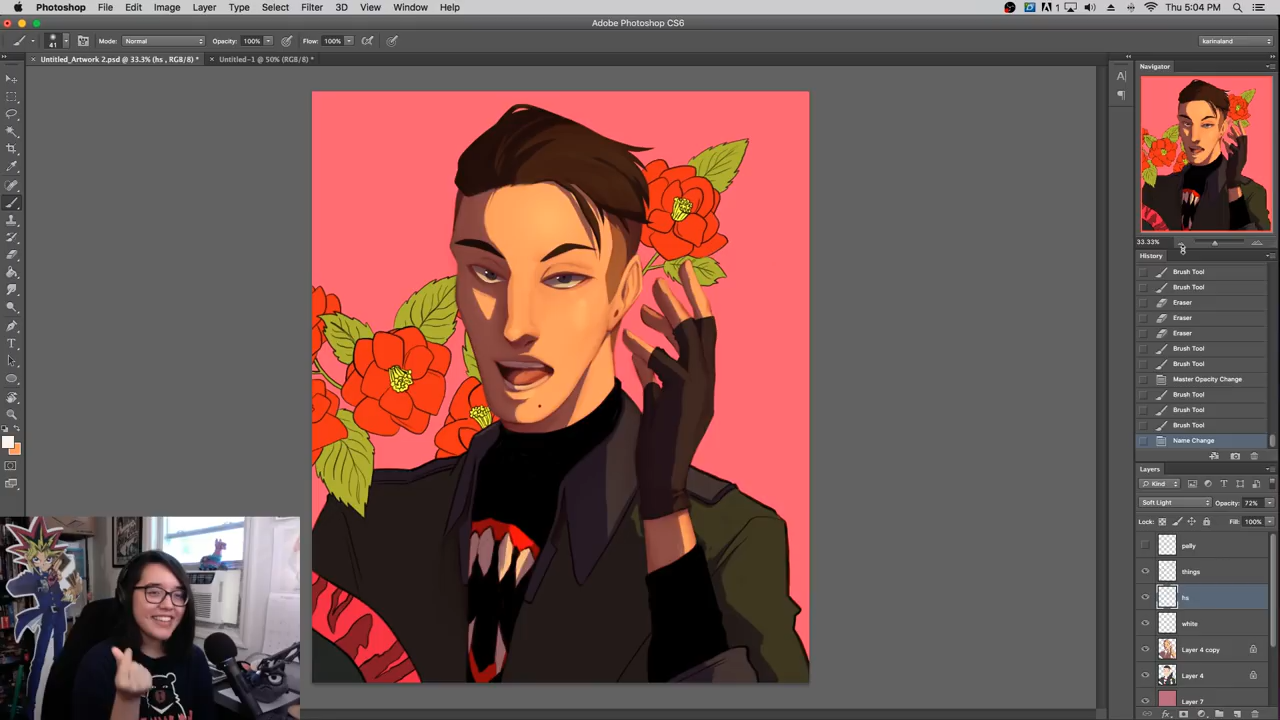 Photoshop File Edit Image Layer Type Select Filter 3D View Window Help
1 Thu 5:04 PM
Adobe Photoshop CS6
41 Mode: Normal Opacity: 100% Flow: 100% karinaland
Untitled_Artwork 2.psd @ 33.3% (hs , RGB/8) * Untitled-1 @ 50% (RGB/8) *
Navigator
33.33%
History
Brush Tool
Brush Tool
Eraser
Eraser
Eraser
Brush Tool
Brush Tool
Master Opacity Change
Brush Tool
Brush Tool
Brush Tool
Name Change
Layers
Kind
Soft Light Opacity: 72%
Lock: Fill: 100%
pally
things
hs
white
Layer 4 copy
Layer 4
Layer 7